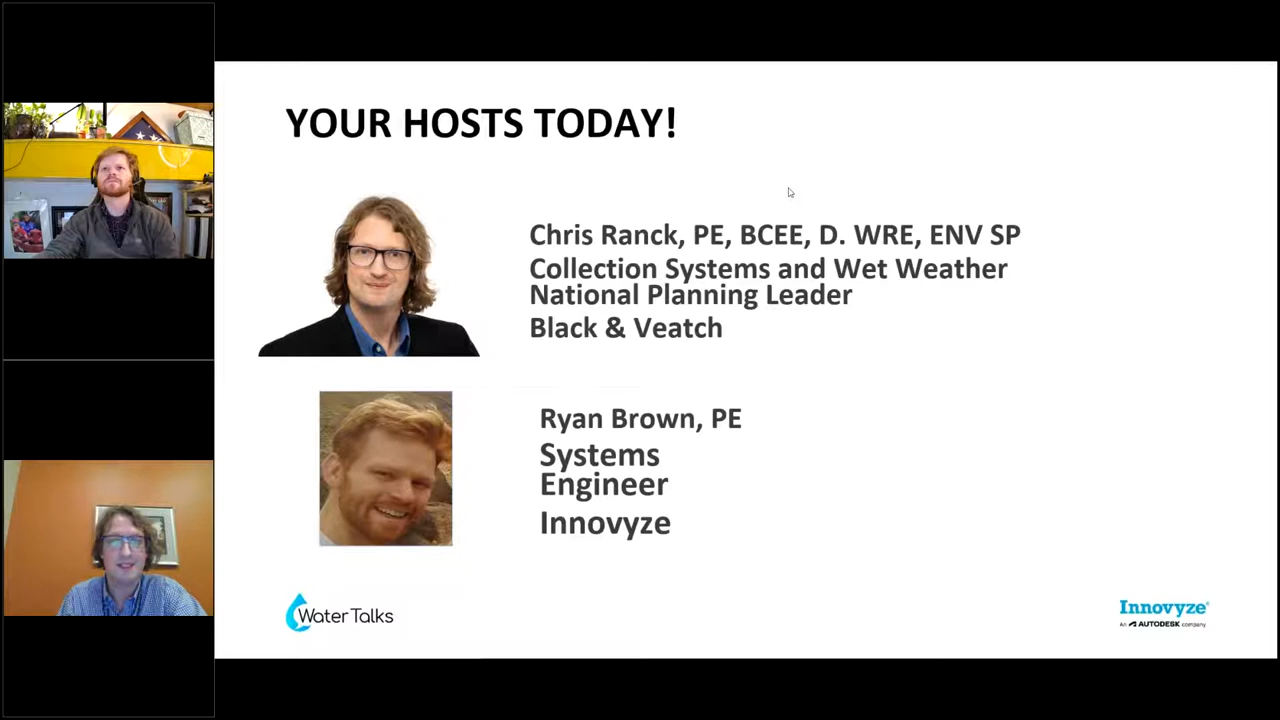 YOUR HOSTS TODAY!
Chris Ranck, PE, BCEE, D. WRE, ENV SP
Collection Systems and Wet Weather
National Planning Leader
Black & Veatch
Ryan Brown, PE
Systems
Engineer
Innovyze
Water Talks
Innovyze®
An AUTODESK company